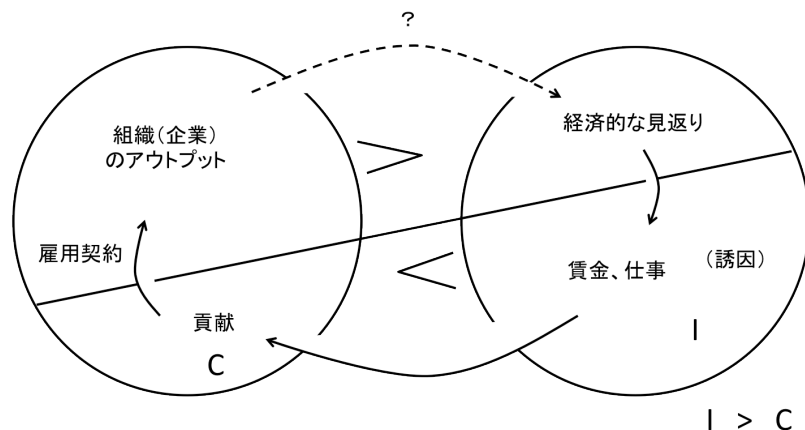 ？
組織（企業）
のアウトプット
経済的な見返り
＞
雇用契約
＜
賃金、仕事
（誘因）
貢献
C
I
I > C